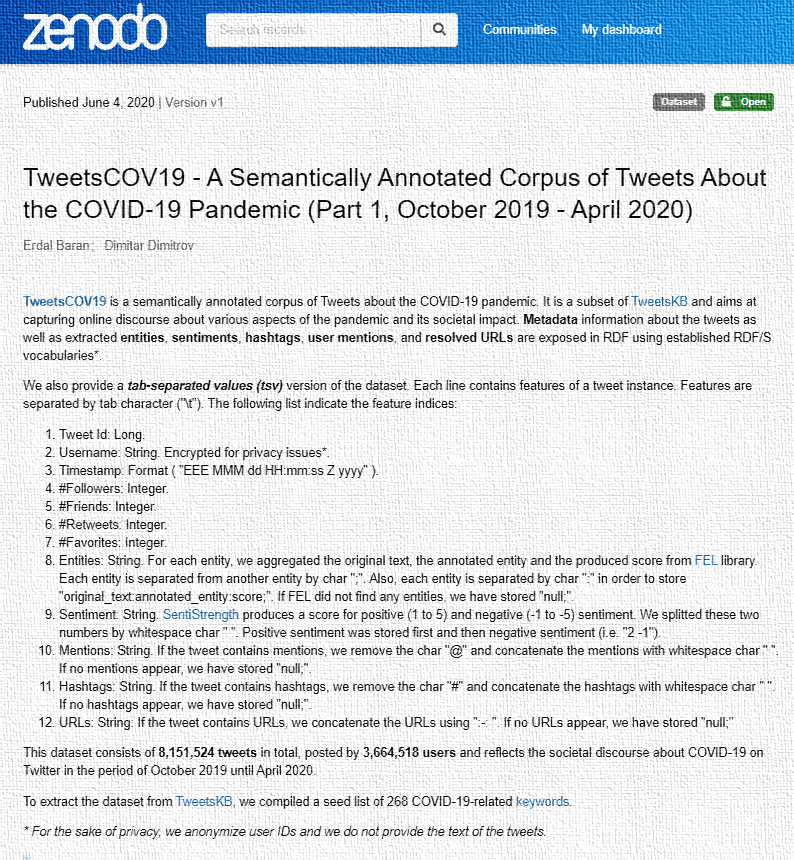 zenodo
Search records...
Communities
My dashboard
Published June 4, 2020 | Version v1
Dataset
Open
TweetsCOV19 - A Semantically Annotated Corpus of Tweets About
the COVID-19 Pandemic (Part 1, October 2019 - April 2020)
Erdal Baran; Dimitar Dimitrov
TweetsCOV19 is a semantically annotated corpus of Tweets about the COVID-19 pandemic. It is a subset of TweetsKB and aims at
capturing online discourse about various aspects of the pandemic and its societal impact. Metadata information about the tweets as
well as extracted entities, sentiments, hashtags, user mentions, and resolved URLs are exposed in RDF using established RDF/S
vocabularies*.
We also provide a tab-separated values (tsv) version of the dataset. Each line contains features of a tweet instance. Features are
separated by tab character ("\t"). The following list indicate the feature indices:
1. Tweet Id: Long.
2. Username: String. Encrypted for privacy issues*.
3. Timestamp: Format ( "EEE MMM dd HH:mm:ss Z yyyy" ).
4. #Followers: Integer.
5. #Friends: Integer.
6. #Retweets: Integer.
7. #Favorites: Integer.
8. Entities: String. For each entity, we aggregated the original text, the annotated entity and the produced score from FEL library.
Each entity is separated from another entity by char ";". Also, each entity is separated by char ":" in order to store
"original_text:annotated_entity:score;". If FEL did not find any entities, we have stored "null;".
9. Sentiment: String. SentiStrength produces a score for positive (1 to 5) and negative (-1 to -5) sentiment. We splitted these two
numbers by whitespace char " ". Positive sentiment was stored first and then negative sentiment (i.e. "2 -1").
10. Mentions: String. If the tweet contains mentions, we remove the char "@" and concatenate the mentions with whitespace char " ".
If no mentions appear, we have stored "null;".
11. Hashtags: String. If the tweet contains hashtags, we remove the char "#" and concatenate the hashtags with whitespace char " ".
If no hashtags appear, we have stored "null;".
12. URLs: String: If the tweet contains URLs, we concatenate the URLs using ":-: ". If no URLs appear, we have stored "null;"
This dataset consists of 8,151,524 tweets in total, posted by 3,664,518 users and reflects the societal discourse about COVID-19 on
Twitter in the period of October 2019 until April 2020.
To extract the dataset from TweetsKB, we compiled a seed list of 268 COVID-19-related keywords.
* For the sake of privacy, we anonymize user IDs and we do not provide the text of the tweets.